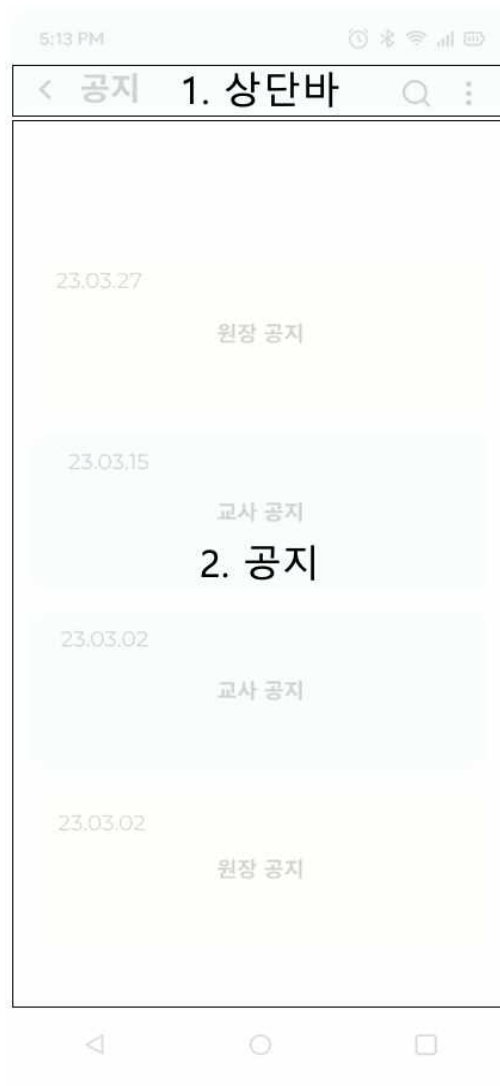 5:13 PM
공지
1. 상단바
23.03.27
원장 공지
23.03.15
교사 공지
2. 공지
23.03.02
교사 공지
23.03.02
원장 공지